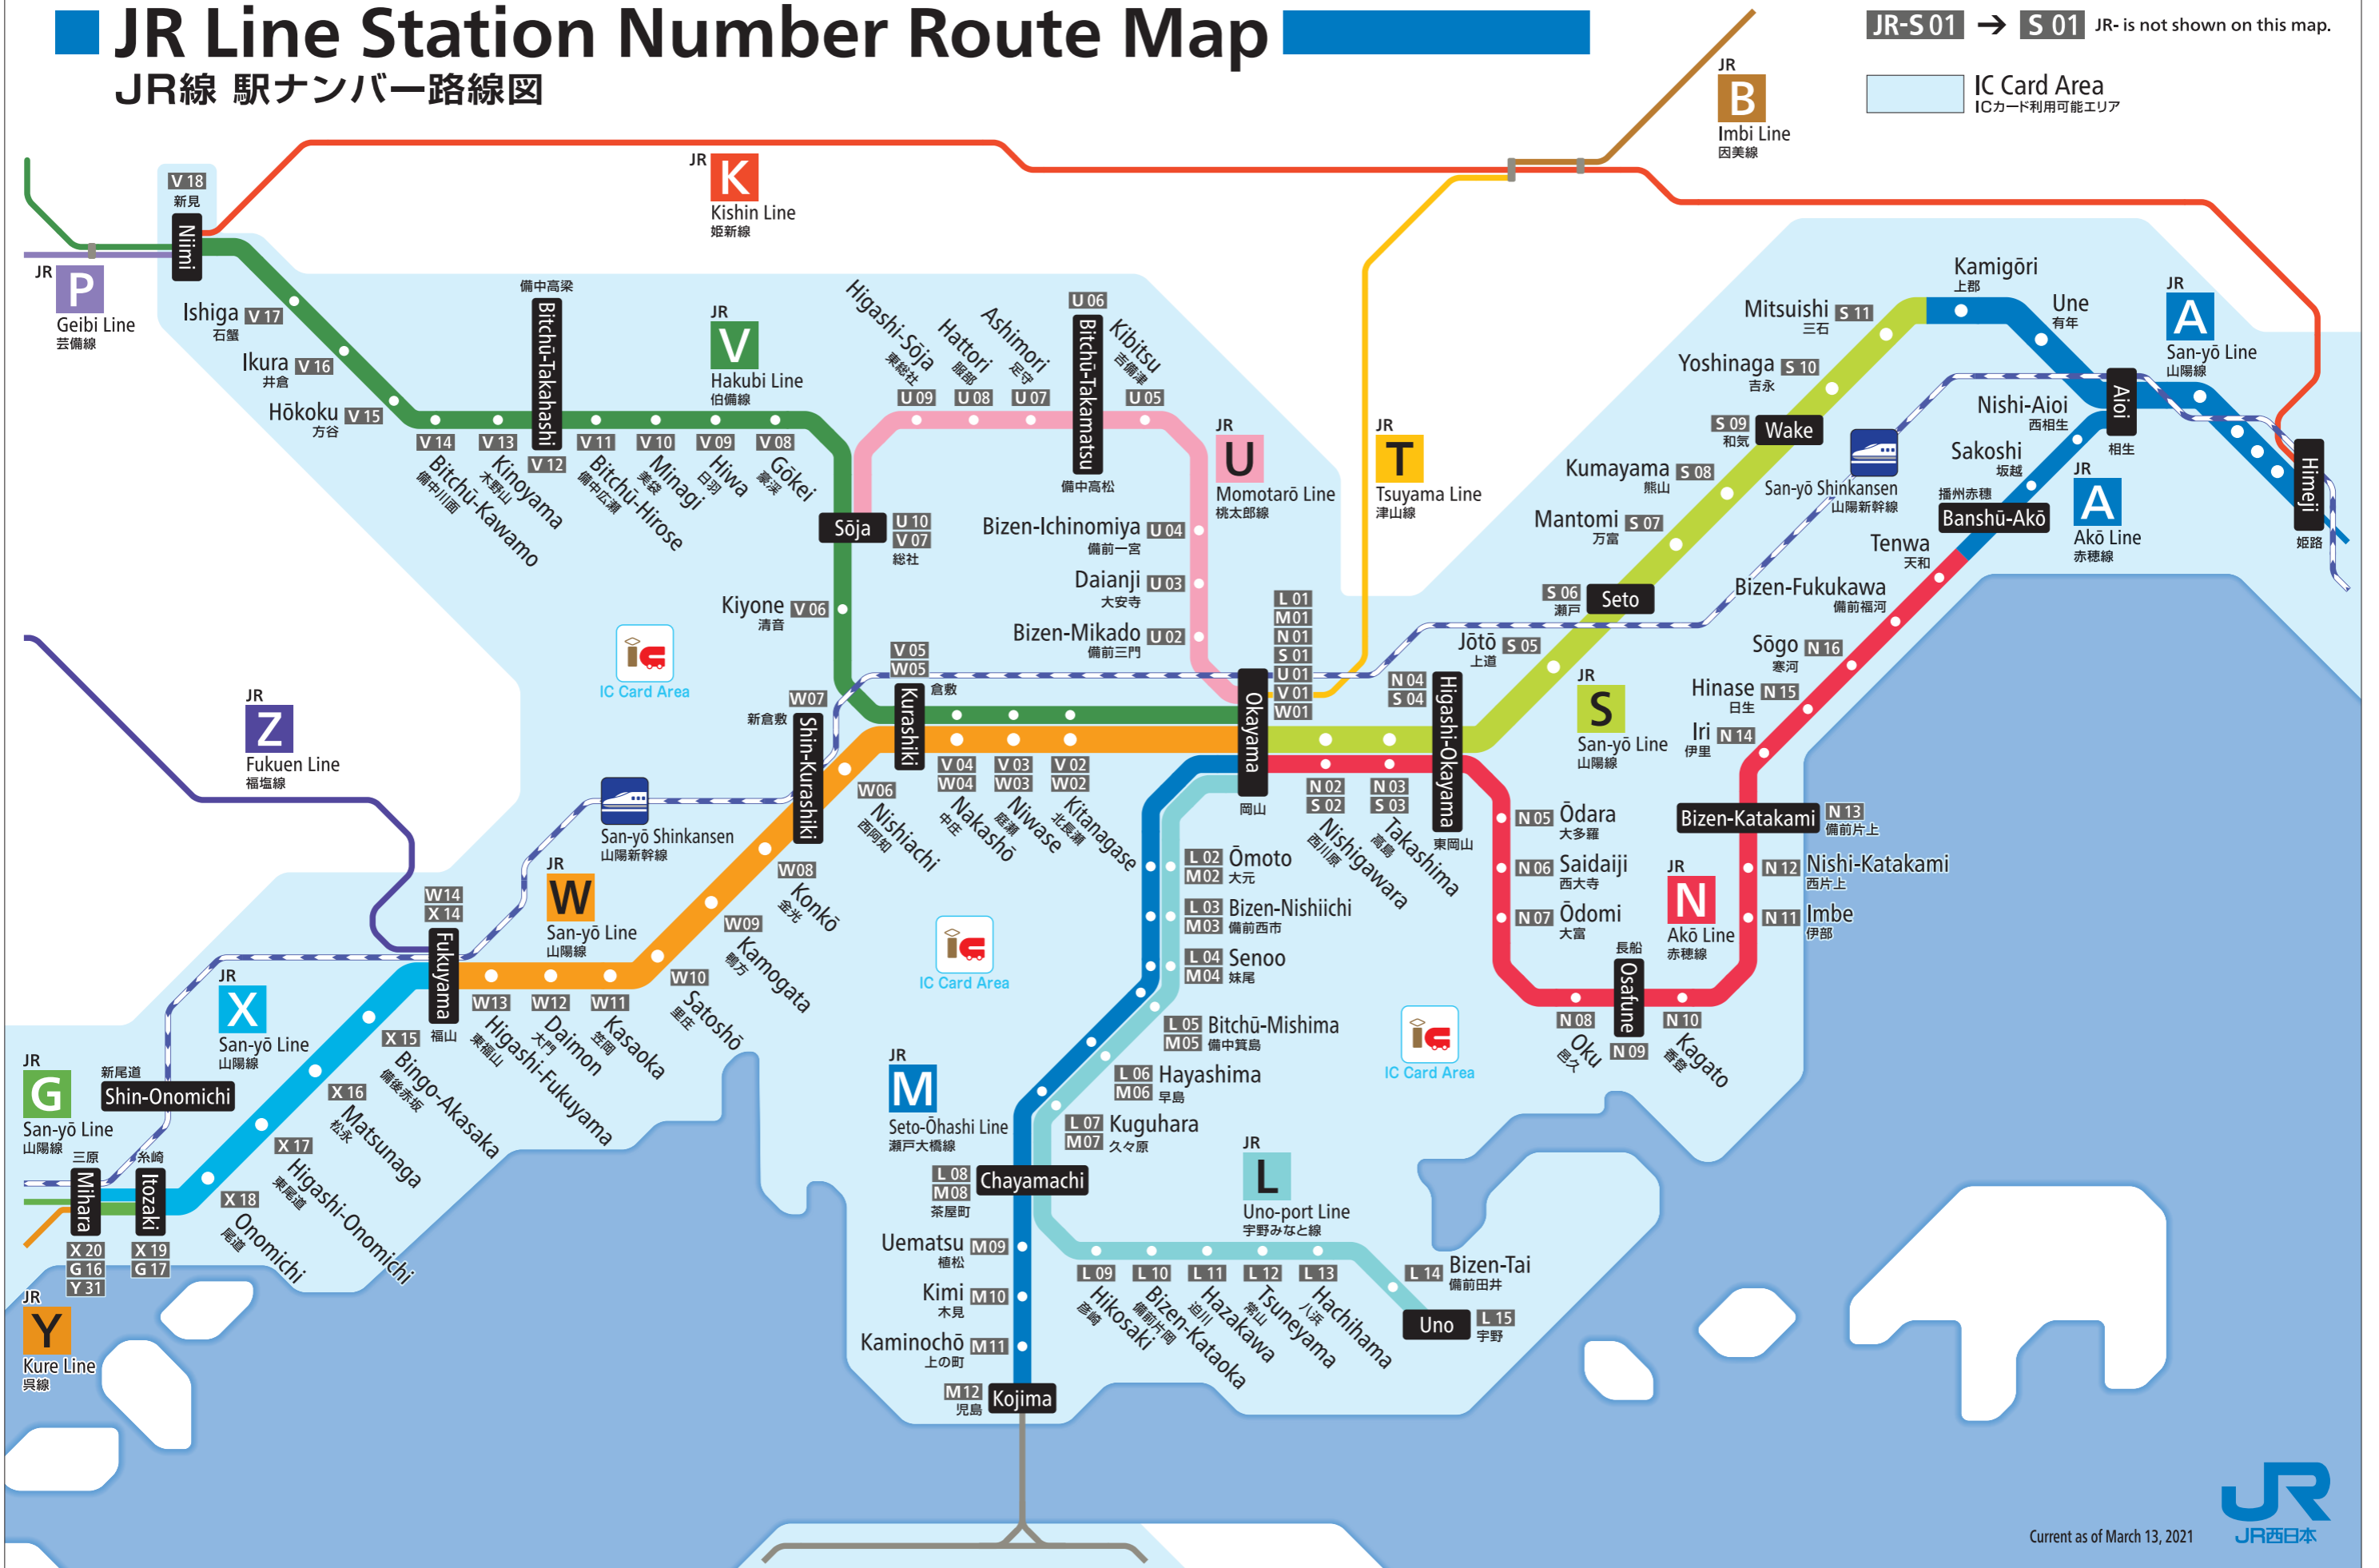 JR Line Station Number Route Map
JR線 駅ナンバー路線図
JR-S 01 → S 01 JR- is not shown on this map.
IC Card Area
ICカード利用可能エリア
JR
B
Imbi Line
因美線
JR
K
Kishin Line
姫新線
V 18
新見
Niimi
JR
P
Geibi Line
芸備線
Ishiga V 17
石蟹
Ikura V 16
井倉
Hōkoku V 15
方谷
V 14
Bitchū-Kawamo
備中川面
V 13
Kinoyama
木野山
備中高梁
Bitchū-Takahashi
V 12
V 11
Bitchū-Hirose
備中広瀬
V 10
Minagi
美袋
V 09
Hiwa
日羽
V 08
Gōkei
豪渓
JR
V
Hakubi Line
伯備線
Higashi-Sōja
東総社
U 09
Hattori
服部
U 08
Ashimori
足守
U 07
U 06
Bitchū-Takamatsu
備中高松
Kibitsu
吉備津
U 05
JR
U
Momotarō Line
桃太郎線
JR
T
Tsuyama Line
津山線
Sōja
U 10
V 07
総社
Bizen-Ichinomiya U 04
備前一宮
Daianji U 03
大安寺
Bizen-Mikado U 02
備前三門
Kiyone V 06
清音
IC Card Area
V 05
W05
Kurashiki
倉敷
W07
新倉敷
Shin-Kurashiki
L 01
M01
N 01
S 01
U 01
V 01
W01
Okayama
岡山
N 04
S 04
Higashi-Okayama
東岡山
Mitsuishi S 11
三石
Yoshinaga S 10
吉永
S 09
和気
Wake
Kumayama S 08
熊山
Mantomi S 07
万富
S 06
瀬戸
Seto
Jōtō S 05
上道
JR
S
San-yō Line
山陽線
Kamigōri
上郡
Une
有年
JR
A
San-yō Line
山陽線
Aioi
相生
Himeji
姫路
Nishi-Aioi
西相生
Sakoshi
坂越
播州赤穂
Banshū-Akō
JR
A
Akō Line
赤穂線
San-yō Shinkansen
山陽新幹線
Tenwa
天和
Bizen-Fukukawa
備前福河
Sōgo N 16
寒河
Hinase N 15
日生
Iri N 14
伊里
Bizen-Katakami N 13
備前片上
N 12 Nishi-Katakami
西片上
N 11 Imbe
伊部
JR
N
Akō Line
赤穂線
N 05 Ōdara
大多羅
N 06 Saidaiji
西大寺
N 07 Ōdomi
大富
N 08
Oku
邑久
長船
Osafune
N 09
N 10
Kagato
香登
N 02
S 02
Nishigawara
西川原
N 03
S 03
Takashima
高島
V 04
W04
Nakashō
中庄
V 03
W03
Niwase
庭瀬
V 02
W02
Kitanagase
北長瀬
W06
Nishiachi
西阿知
W08
Konkō
金光
W09
Kamogata
鴨方
W10
Satoshō
里庄
W11
Kasaoka
笠岡
W12
Daimon
大門
W13
Higashi-Fukuyama
東福山
JR
W
San-yō Line
山陽線
San-yō Shinkansen
山陽新幹線
JR
Z
Fukuen Line
福塩線
W14
X 14
Fukuyama
福山
JR
X
San-yō Line
山陽線
X 15
Bingo-Akasaka
備後赤坂
X 16
Matsunaga
松永
X 17
Higashi-Onomichi
東尾道
X 18
Onomichi
尾道
新尾道
Shin-Onomichi
JR
G
San-yō Line
山陽線
三原
Mihara
X 20
G 16
Y 31
糸崎
Itozaki
X 19
G 17
JR
Y
Kure Line
呉線
IC Card Area
IC Card Area
L 02
M02
Ōmoto
大元
L 03
M03
Bizen-Nishiichi
備前西市
L 04
M04
Senoo
妹尾
L 05
M05
Bitchū-Mishima
備中箕島
L 06
M06
Hayashima
早島
L 07
M07
Kuguhara
久々原
JR
M
Seto-Ōhashi Line
瀬戸大橋線
L 08
M08
茶屋町
Chayamachi
Uematsu M09
植松
Kimi M10
木見
Kaminochō M11
上の町
M12
児島
Kojima
JR
L
Uno-port Line
宇野みなと線
L 09
Hikosaki
彦崎
L 10
Bizen-Kataoka
備前片岡
L 11
Hazakawa
迫川
L 12
Tsuneyama
常山
L 13
Hachihama
八浜
L 14 Bizen-Tai
備前田井
Uno L 15
宇野
Current as of March 13, 2021
JR西日本